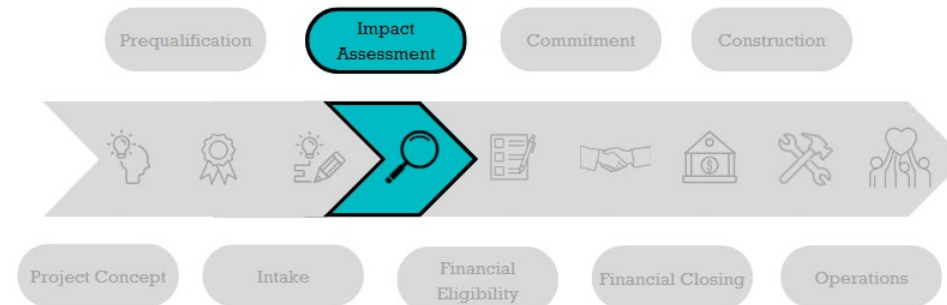 Prequalification
Impact
Assessment
Commitment
Construction
$
Project Concept
Intake
Financial
Eligibility
Financial Closing
Operations